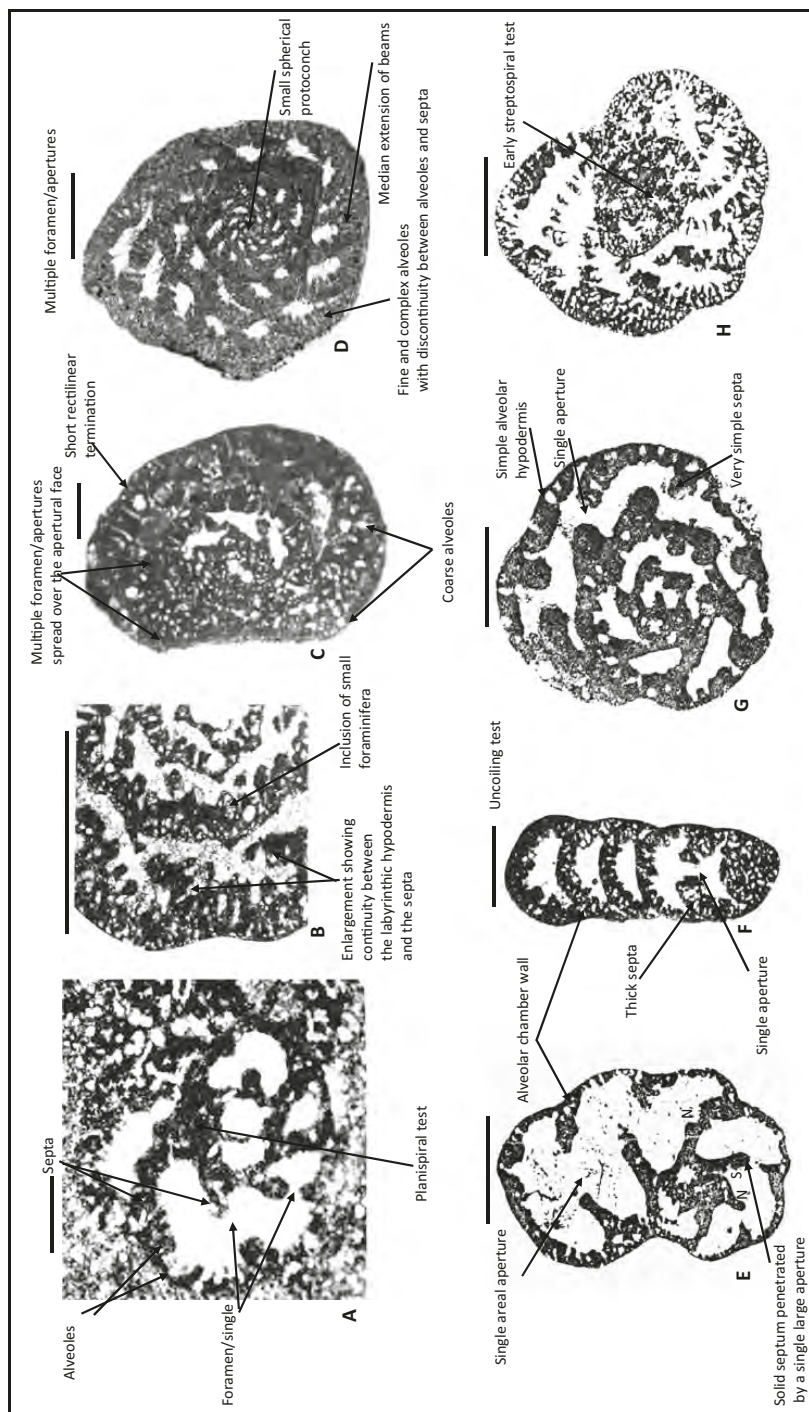 Alveoles
Septa
Foramen/single
Planispiral test
A
Enlargement showing
continuity between
the labyrinthic hypodermis
and the septa
Inclusion of small
foraminifera
B
Multiple foramen/apertures
spread over the apertural face
Short rectilinear
termination
Coarse alveoles
C
Multiple foramen/apertures
Small spherical
protoconch
Median extension of beams
Fine and complex alveoles
with discontinuity between alveoles and septa
D
Single areal aperture
Alveolar chamber wall
N
S
N
Solid septum penetrated
by a single large aperture
E
Uncoiling test
Thick septa
Single aperture
F
Simple alveolar
hypodermis
Single aperture
Very simple septa
G
Early streptospiral test
H